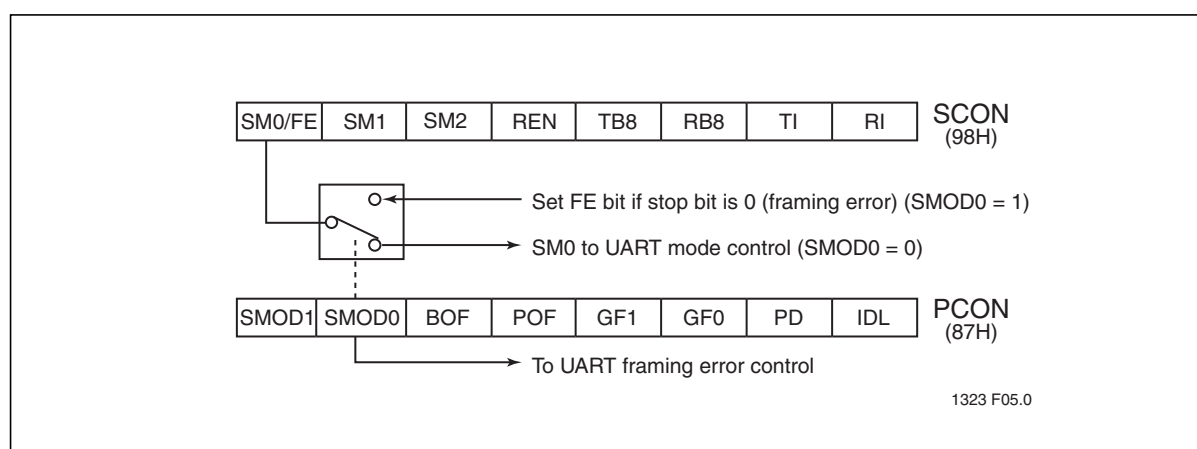 SM0/FE SM1 SM2 REN TB8 RB8 TI RI SCON
(98H)
Set FE bit if stop bit is 0 (framing error) (SMOD0 = 1)
SM0 to UART mode control (SMOD0 = 0)
SMOD1 SMOD0 BOF POF GF1 GF0 PD IDL PCON
(87H)
To UART framing error control
1323 F05.0